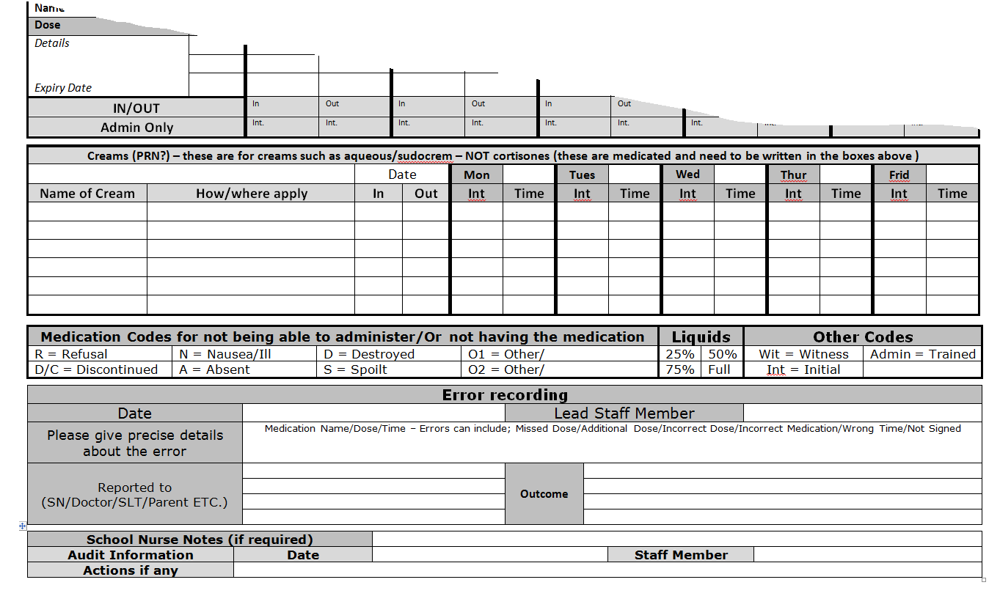 Name
Dose
Details
Expiry Date
IN/OUT In Out In Out In Out
Admin Only Int. Int. Int. Int. Int. Int. Int.
Creams (PRN?) – these are for creams such as aqueous/sudocrem – NOT cortisones (these are medicated and need to be written in the boxes above )
Date Mon Tues Wed Thur Frid
Name of Cream How/where apply In Out Int Time Int Time Int Time Int Time Int Time
Medication Codes for not being able to administer/Or not having the medication Liquids Other Codes
R = Refusal N = Nausea/Ill D = Destroyed O1 = Other/ 25% 50% Wit = Witness Admin = Trained
D/C = Discontinued A = Absent S = Spoilt O2 = Other/ 75% Full Int = Initial
Error recording
Date Lead Staff Member
Please give precise details
about the error
Medication Name/Dose/Time – Errors can include; Missed Dose/Additional Dose/Incorrect Dose/Incorrect Medication/Wrong Time/Not Signed
Reported to
(SN/Doctor/SLT/Parent ETC.)
Outcome
School Nurse Notes (if required)
Audit Information Date Staff Member
Actions if any